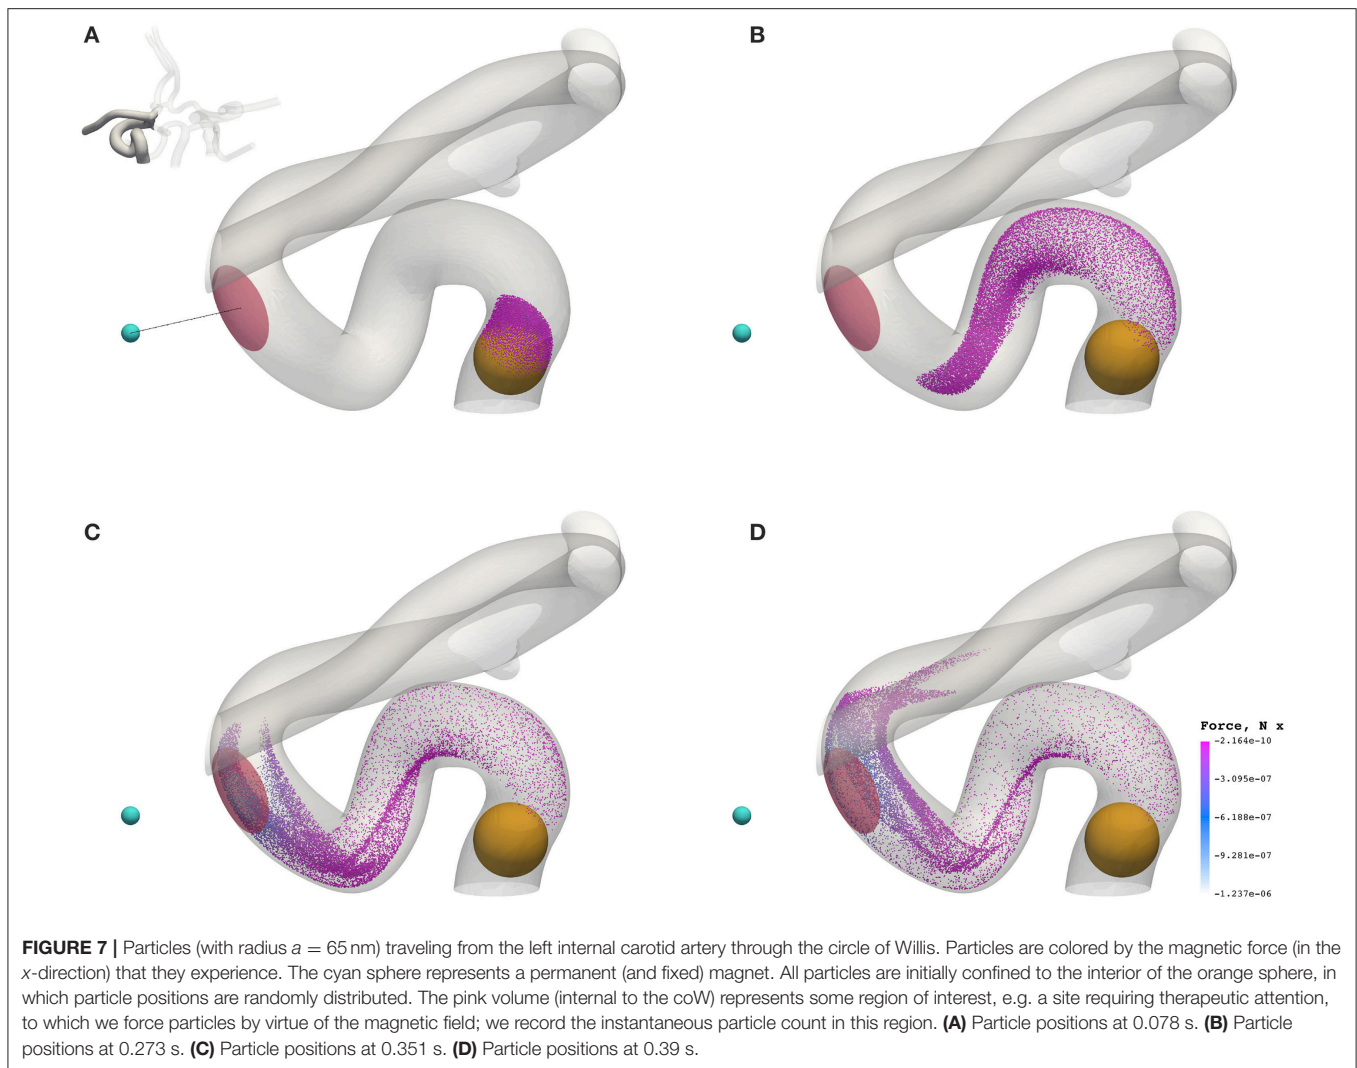 A
B
C
D
Force, N x
-2.164e-10
-3.095e-07
-6.188e-07
-9.281e-07
-1.237e-06
FIGURE 7 | Particles (with radius a = 65 nm) traveling from the left internal carotid artery through the circle of Willis. Particles are colored by the magnetic force (in the
x-direction) that they experience. The cyan sphere represents a permanent (and fixed) magnet. All particles are initially confined to the interior of the orange sphere, in
which particle positions are randomly distributed. The pink volume (internal to the coW) represents some region of interest, e.g. a site requiring therapeutic attention,
to which we force particles by virtue of the magnetic field; we record the instantaneous particle count in this region. (A) Particle positions at 0.078 s. (B) Particle
positions at 0.273 s. (C) Particle positions at 0.351 s. (D) Particle positions at 0.39 s.